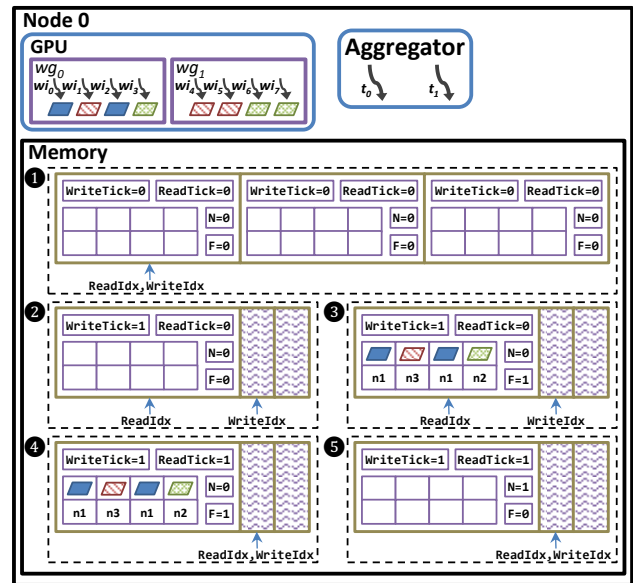 Node 0
GPU
wg0
wi0 wi1 wi2 wi3
wg1
wi4 wi5 wi6 wi7
Aggregator
t0 t1
Memory
1
WriteTick=0 ReadTick=0 WriteTick=0 ReadTick=0 WriteTick=0 ReadTick=0
N=0 N=0 N=0
F=0 F=0 F=0
ReadIdx,WriteIdx
2
WriteTick=1 ReadTick=0
N=0
F=0
ReadIdx WriteIdx
3
WriteTick=1 ReadTick=0
N=0
n1 n3 n1 n2 F=1
ReadIdx WriteIdx
4
WriteTick=1 ReadTick=1
N=0
n1 n3 n1 n2 F=1
ReadIdx,WriteIdx
5
WriteTick=1 ReadTick=1
N=1
F=0
ReadIdx,WriteIdx